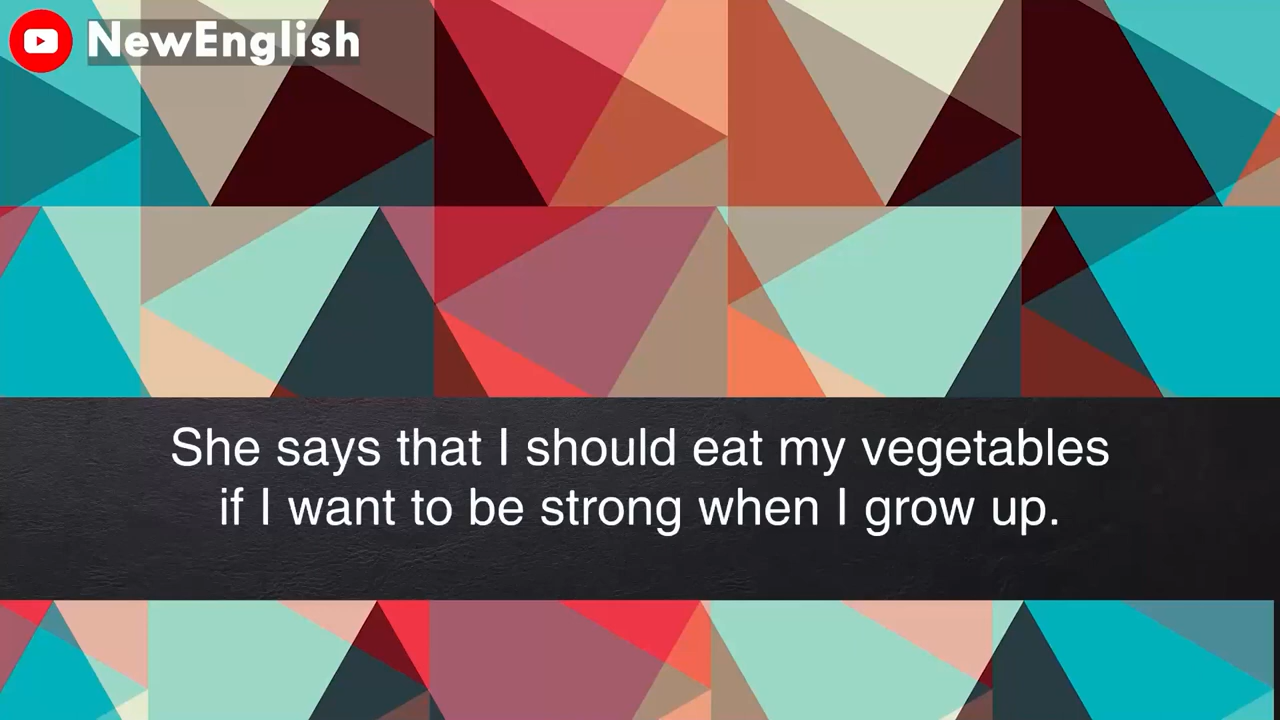 NewEnglish
She says that I should eat my vegetables
if I want to be strong when I grow up.